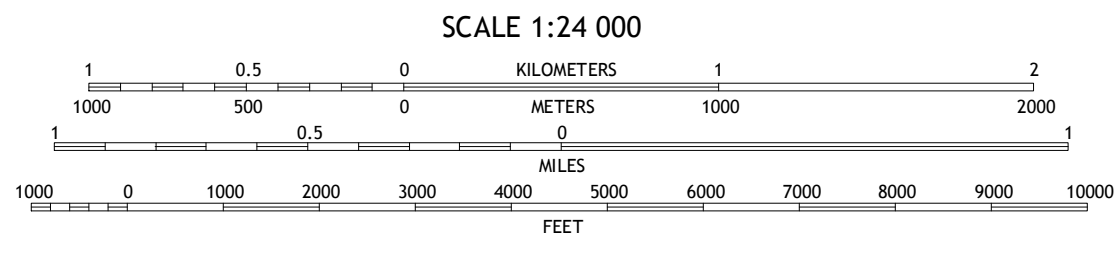 SCALE 1:24 000
1 0.5 0 KILOMETERS 1 2
1000 500 0 METERS 1000 2000
1 0.5 0 1
MILES
1000 0 1000 2000 3000 4000 5000 6000 7000 8000 9000 10000
FEET